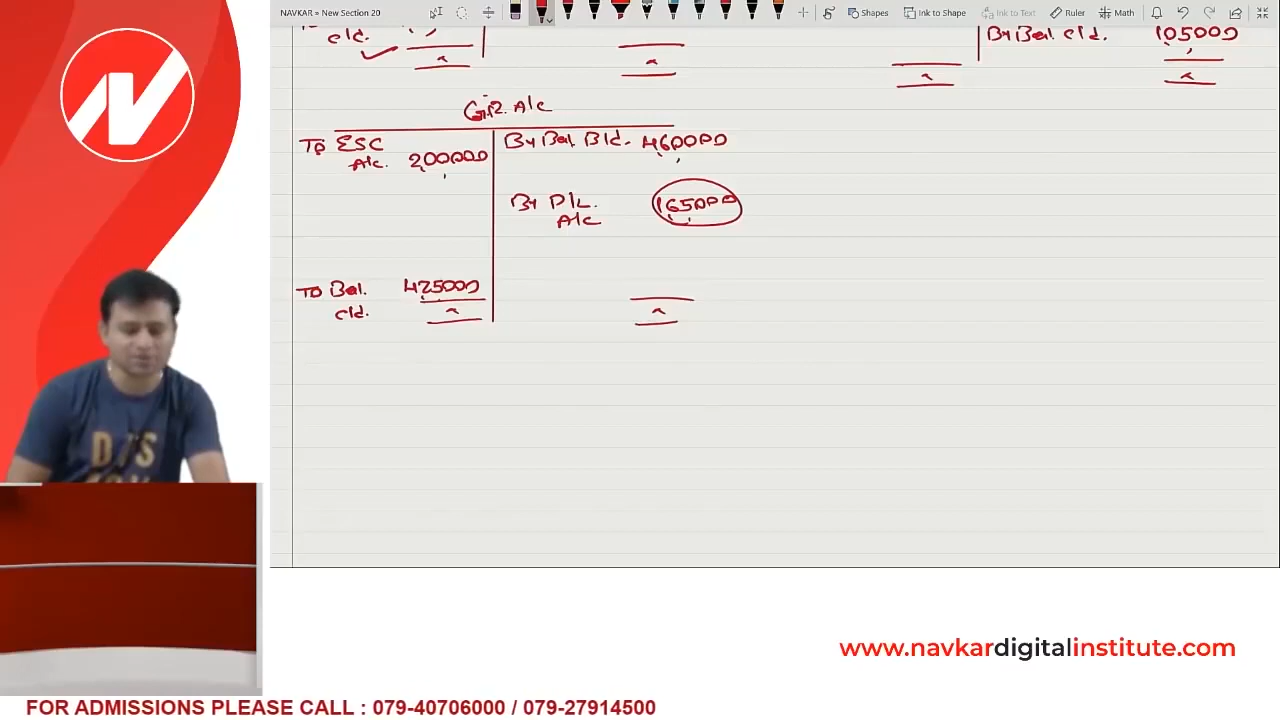 NAVKAR » New Section 20
Shapes Ink to Shape Ink to Text Ruler Math
c/d.
By Bal. c/d. 105000
G.R. A/c
To ESC A/c. 200000
By Bal. B/d. 460000
By P/L. A/c 165000
To Bal. c/d. 425000
DTS
www.navkardigitalinstitute.com
FOR ADMISSIONS PLEASE CALL : 079-40706000 / 079-27914500